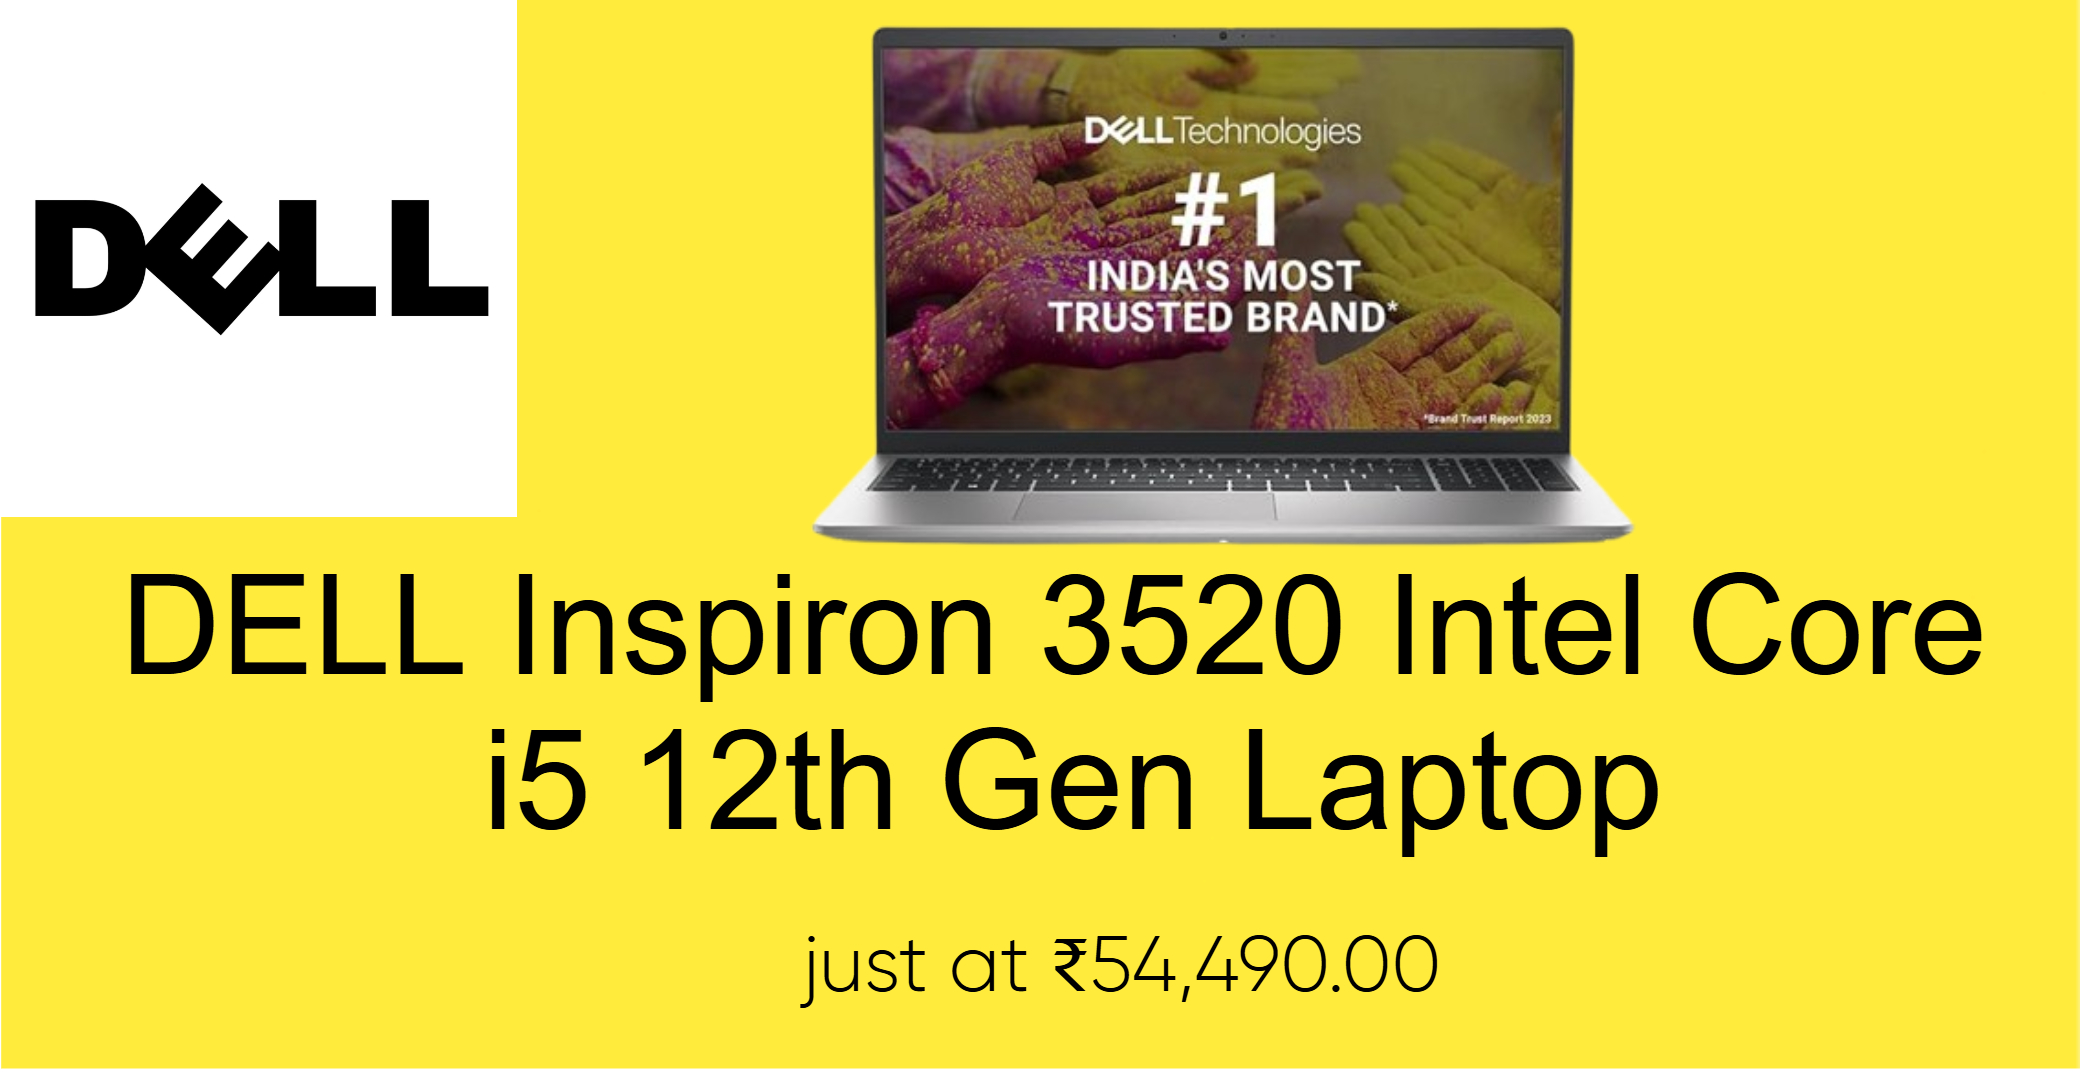 DELL
DELL Technologies
#1
INDIA'S MOST
TRUSTED BRAND*
*Brand Trust Report 2023
DELL Inspiron 3520 Intel Core
i5 12th Gen Laptop
just at ₹54,490.00